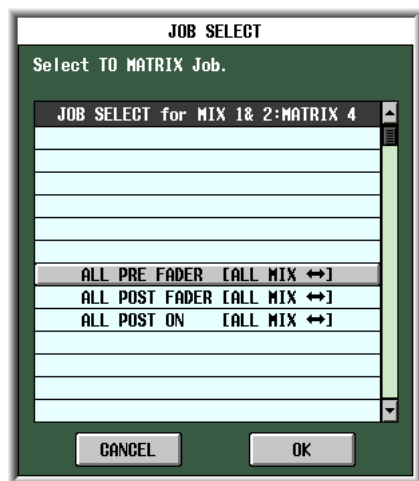 JOB SELECT
Select TO MATRIX Job.
JOB SELECT for MIX 1& 2:MATRIX 4
ALL PRE FADER [ALL MIX ↔]
ALL POST FADER [ALL MIX ↔]
ALL POST ON [ALL MIX ↔]
CANCEL OK